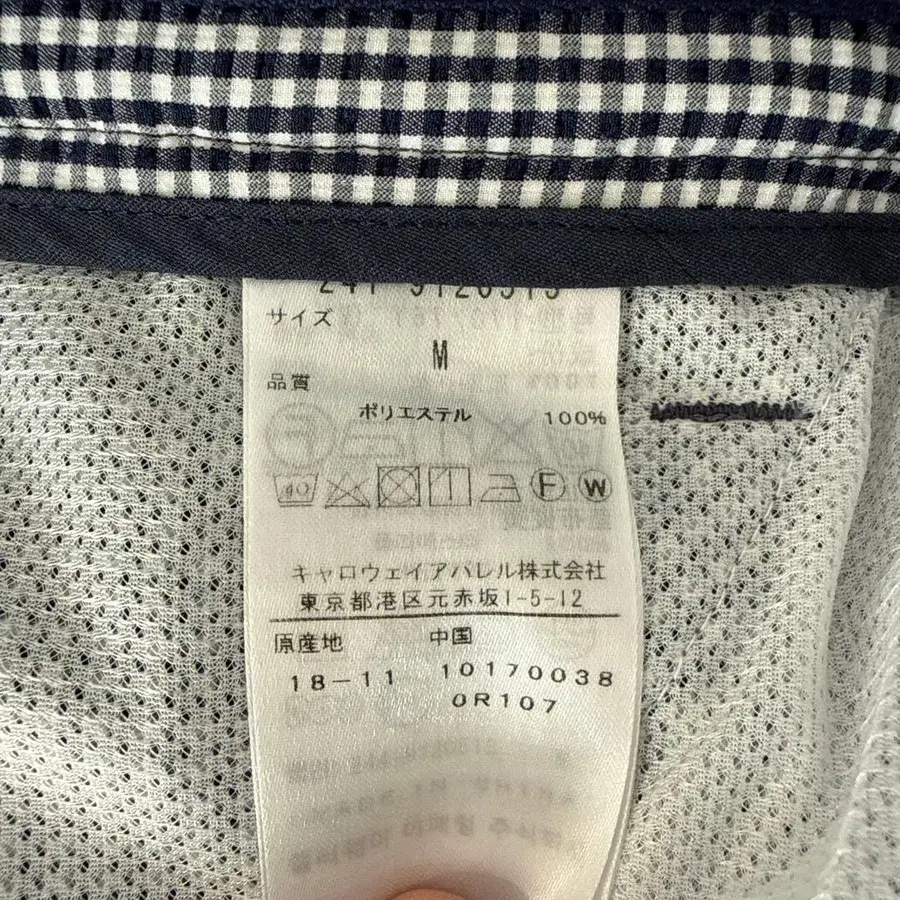 サイズ
M
品質
ポリエステル 100%
40 F W
キャロウェイアパレル株式会社
東京都港区元赤坂1-5-12
原産地 中国
18-11 10170038
0R107